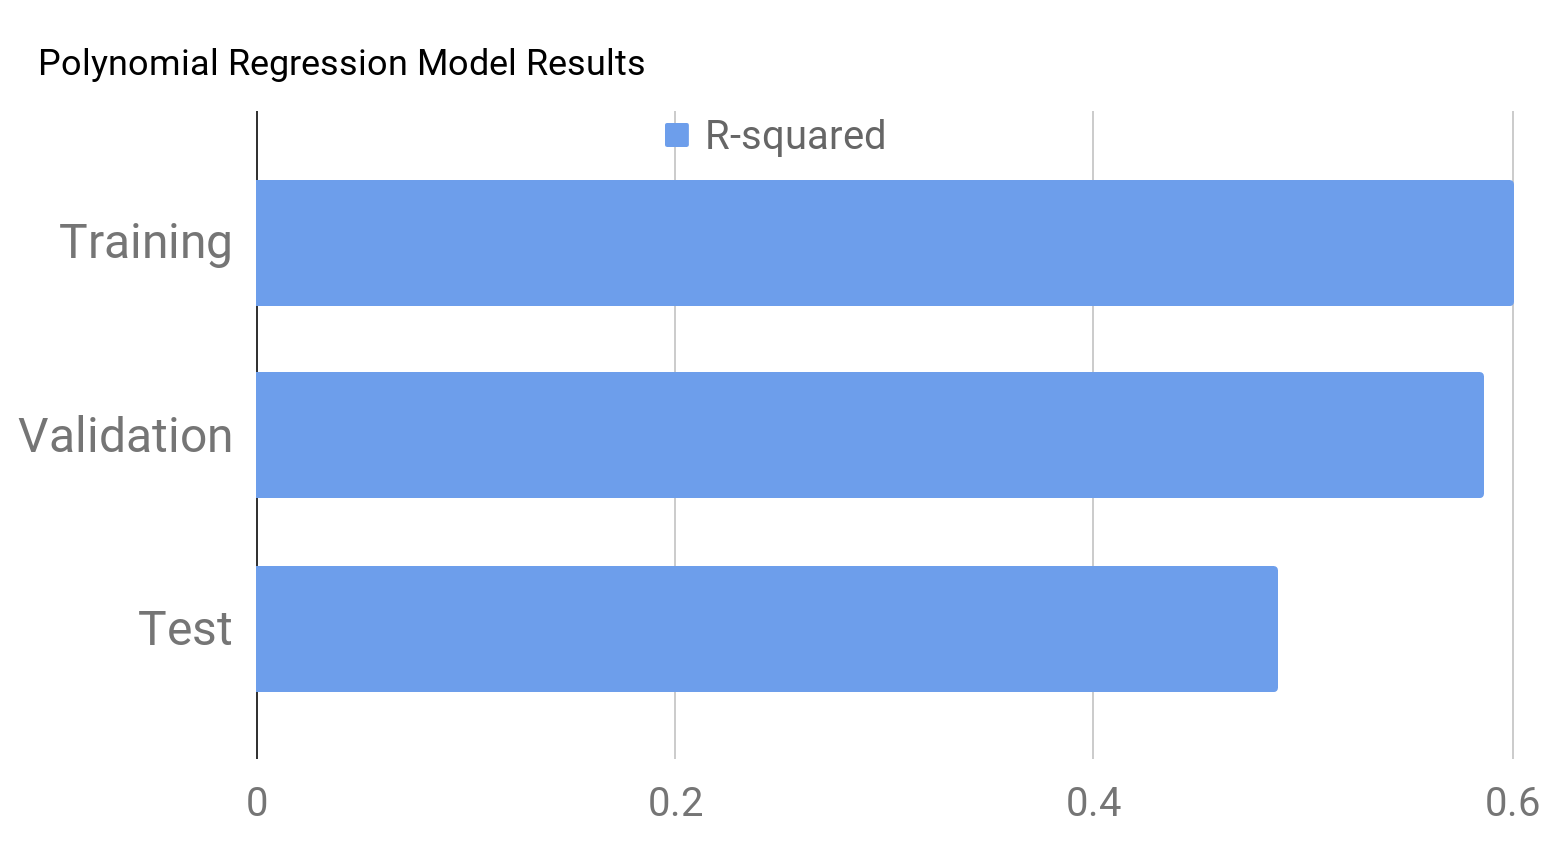 Polynomial Regression Model Results
R-squared
Training
Validation
Test
0 0.2 0.4 0.6